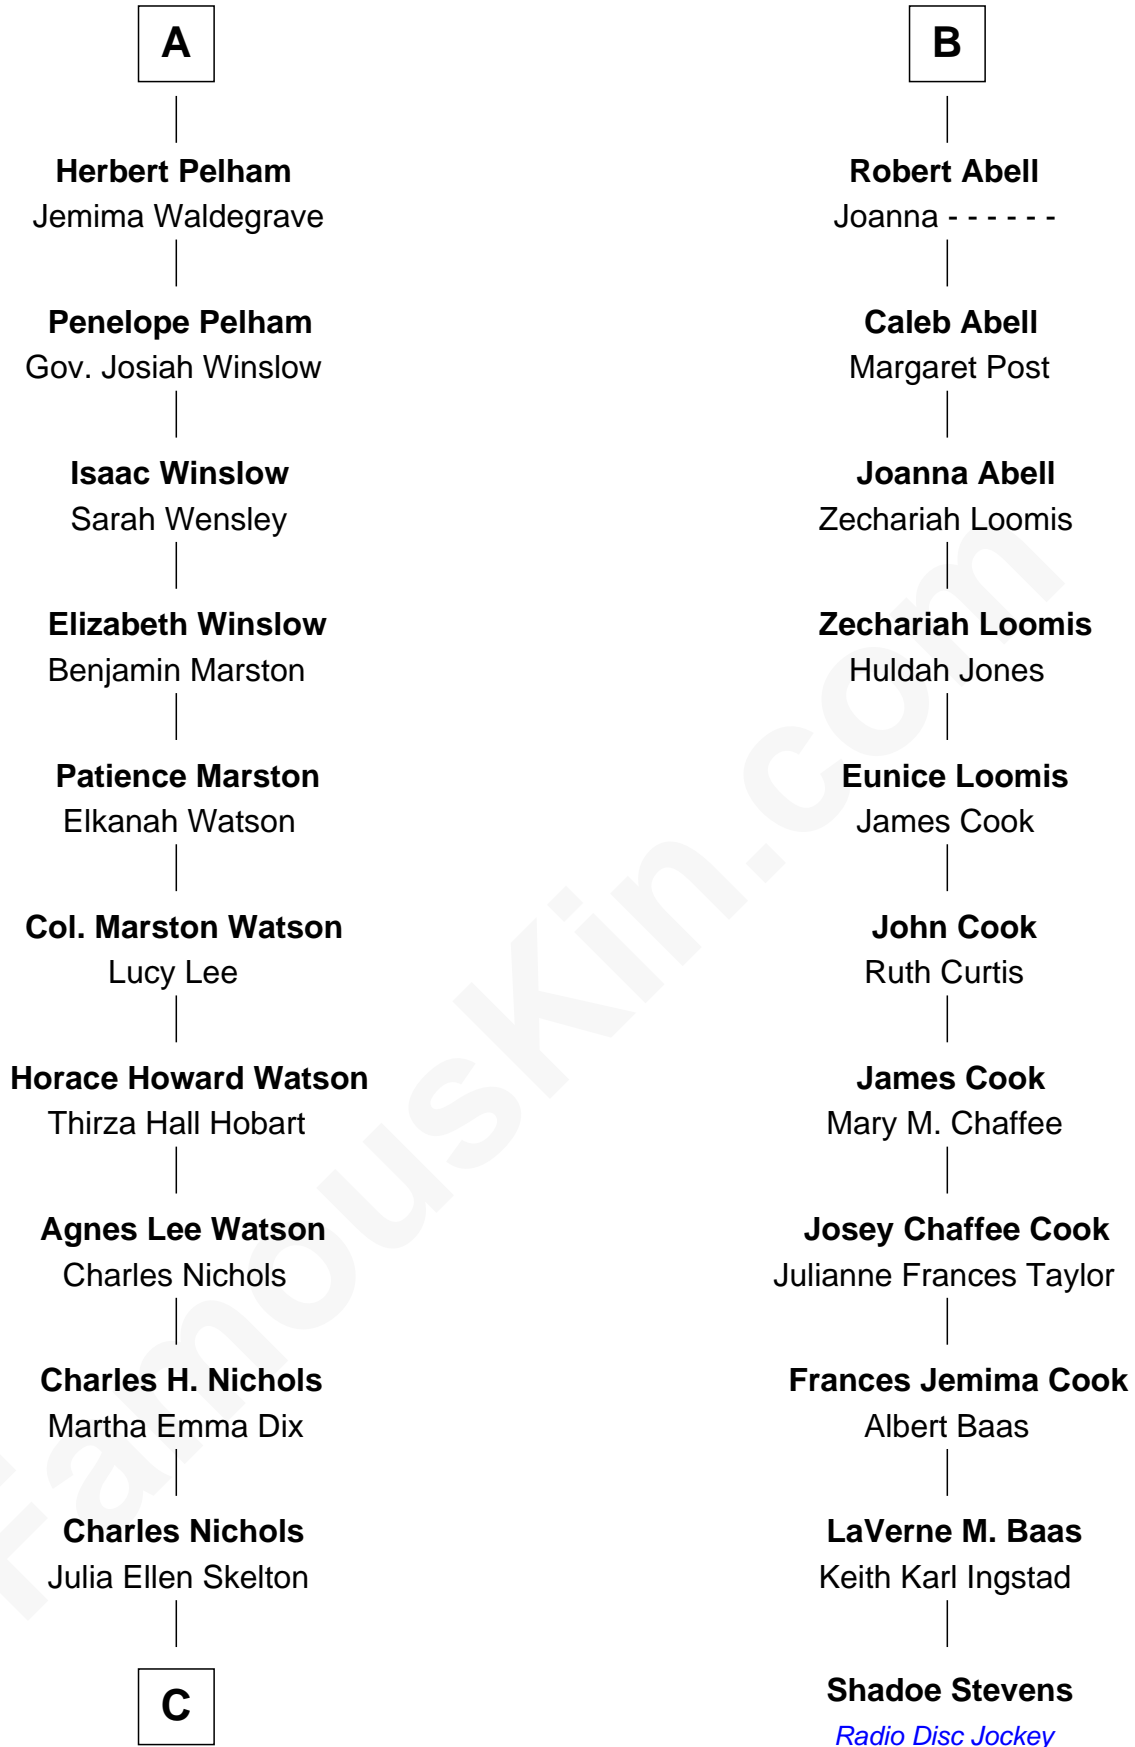 A
Herbert Pelham
Jemima Waldegrave
Penelope Pelham
Gov. Josiah Winslow
Isaac Winslow
Sarah Wensley
Elizabeth Winslow
Benjamin Marston
Patience Marston
Elkanah Watson
Col. Marston Watson
Lucy Lee
Horace Howard Watson
Thirza Hall Hobart
Agnes Lee Watson
Charles Nichols
Charles H. Nichols
Martha Emma Dix
Charles Nichols
Julia Ellen Skelton
C
B
Robert Abell
Joanna - - - - - -
Caleb Abell
Margaret Post
Joanna Abell
Zechariah Loomis
Zechariah Loomis
Huldah Jones
Eunice Loomis
James Cook
John Cook
Ruth Curtis
James Cook
Mary M. Chaffee
Josey Chaffee Cook
Julianne Frances Taylor
Frances Jemima Cook
Albert Baas
LaVerne M. Baas
Keith Karl Ingstad
Shadoe Stevens
Radio Disc Jockey
FamousKin.com